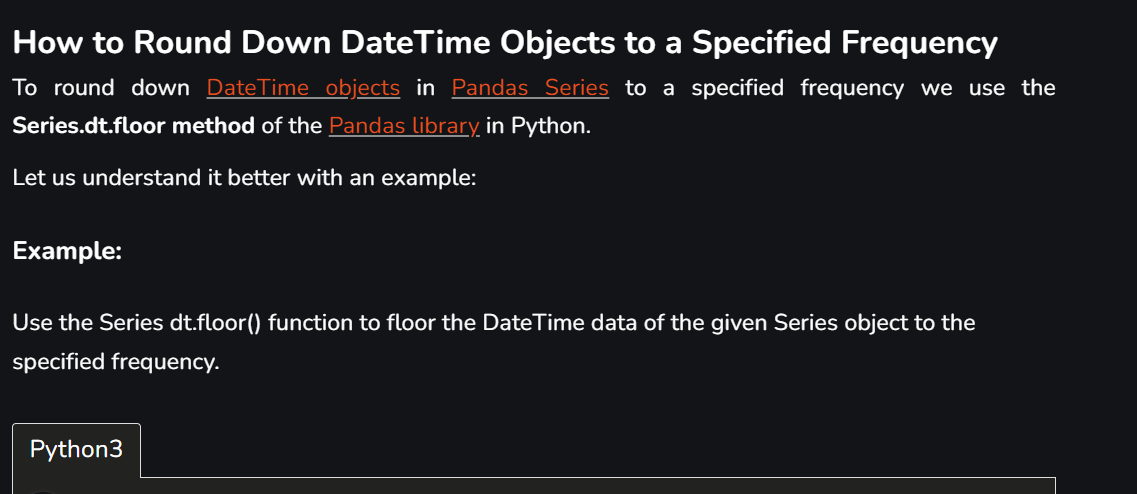 How to Round Down DateTime Objects to a Specified Frequency
To round down DateTime objects in Pandas Series to a specified frequency we use the
Series.dt.floor method of the Pandas library in Python.
Let us understand it better with an example:
Example:
Use the Series dt.floor() function to floor the DateTime data of the given Series object to the
specified frequency.
Python3